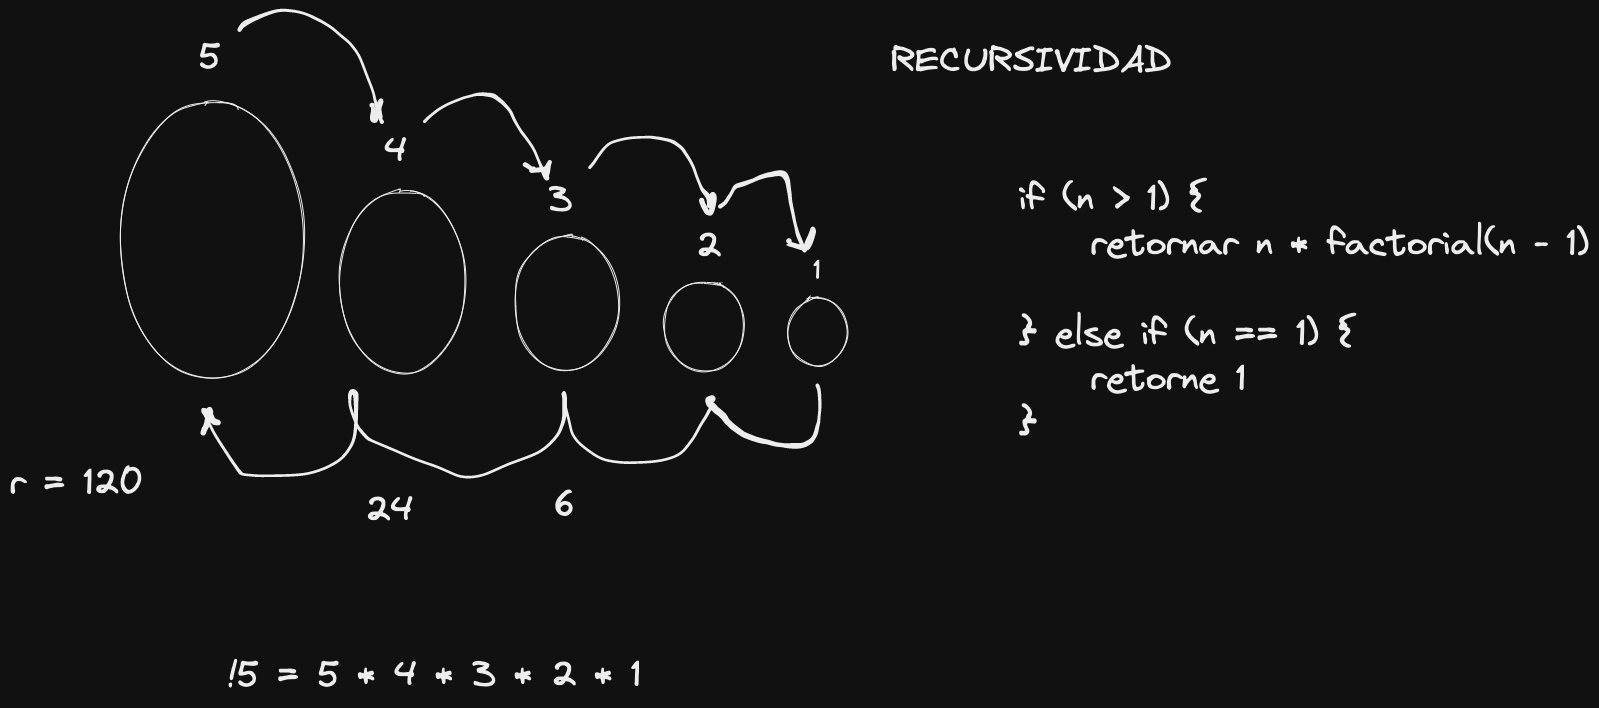 5
4
3
2
1
r = 120
24
6
!5 = 5 * 4 * 3 * 2 * 1
RECURSIVIDAD
if (n > 1) {
retornar n * factorial(n - 1)
} else if (n == 1) {
retorne 1
}